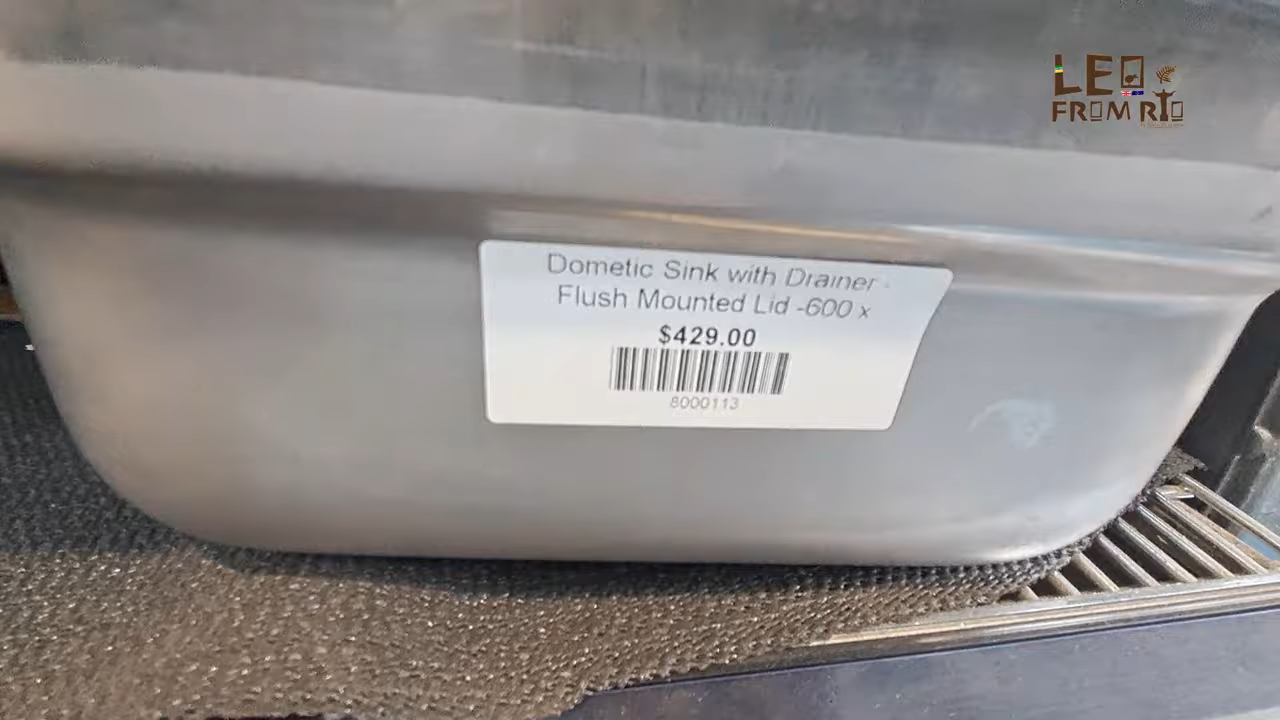 LEO
FROM RIO
Dometic Sink with Drainer -
Flush Mounted Lid -600 x
$429.00
8000113